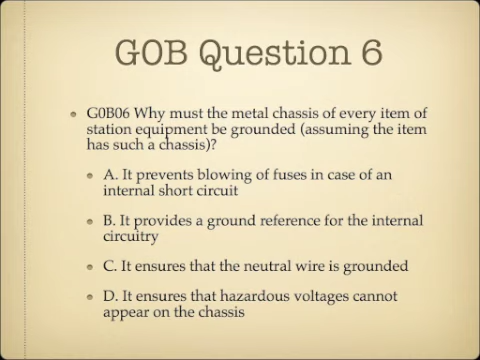 G0B Question 6
G0B06 Why must the metal chassis of every item of
station equipment be grounded (assuming the item
has such a chassis)?
A. It prevents blowing of fuses in case of an
internal short circuit
B. It provides a ground reference for the internal
circuitry
C. It ensures that the neutral wire is grounded
D. It ensures that hazardous voltages cannot
appear on the chassis